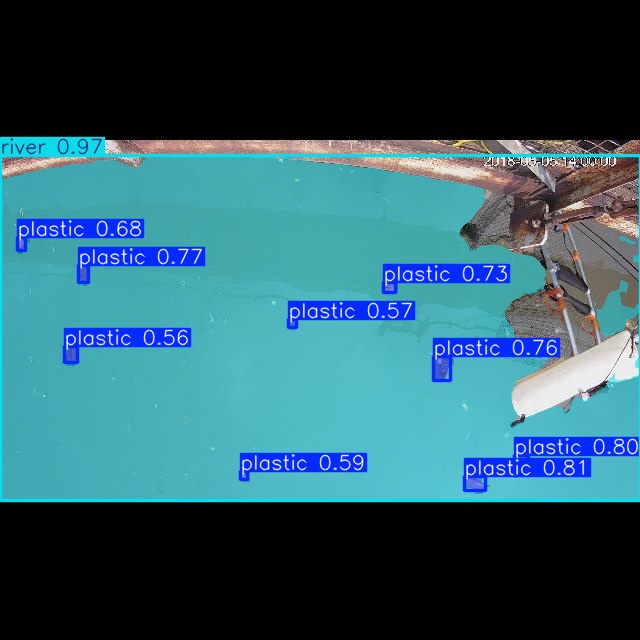 river 0.97
2018-09-05 14:00:00
plastic 0.68
plastic 0.77
plastic 0.73
plastic 0.57
plastic 0.56
plastic 0.76
plastic 0.80
plastic 0.59
plastic 0.81